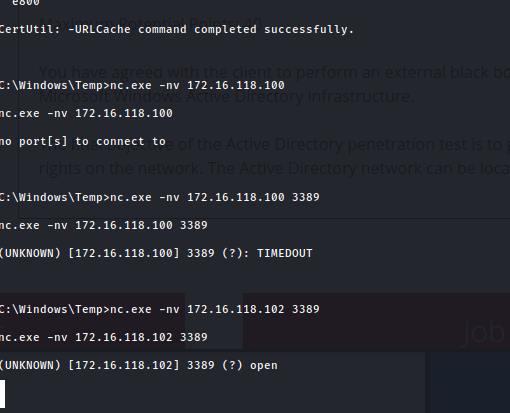 e800
Maximum Potential Points: 40
CertUtil: -URLCache command completed successfully.
You have agreed with the client to perform an external black bo
C:\Windows\Temp>nc.exe -nv 172.16.118.100
Microsoft Windows Active Directory infrastructure.
nc.exe -nv 172.16.118.100
no port[s] to connect to
of the Active Directory penetration test is to
rights on the network. The Active Directory network can be loca
C:\Windows\Temp>nc.exe -nv 172.16.118.100 3389
nc.exe -nv 172.16.118.100 3389
(UNKNOWN) [172.16.118.100] 3389 (?): TIMEDOUT
C:\Windows\Temp>nc.exe -nv 172.16.118.102 3389
nc.exe -nv 172.16.118.102 3389
Job
(UNKNOWN) [172.16.118.102] 3389 (?) open